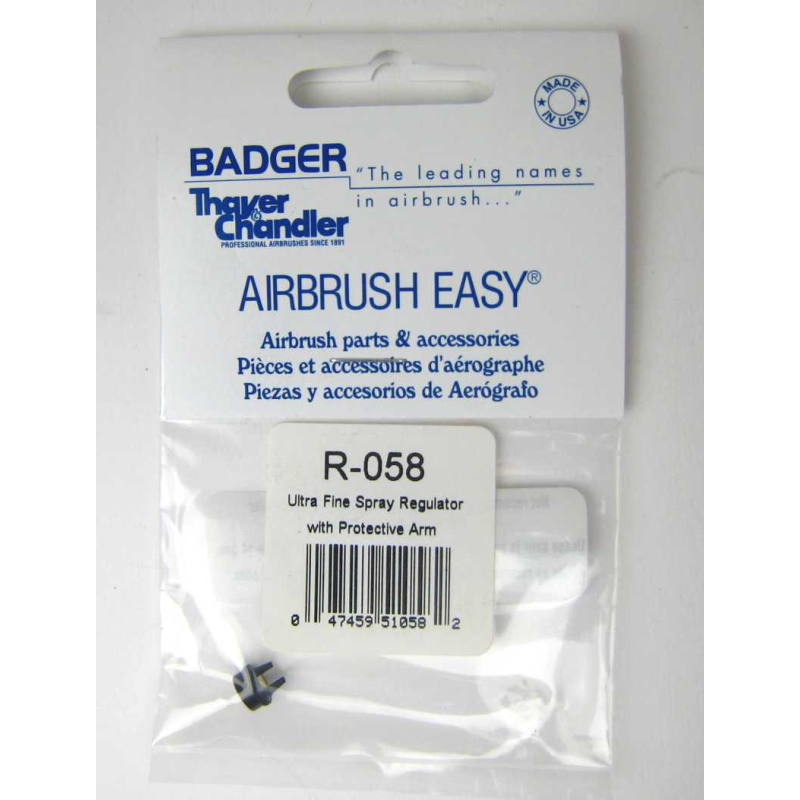 MADE IN USA
BADGER
"The leading names
in airbrush..."
Thayer & Chandler
PROFESSIONAL AIRBRUSHES SINCE 1891
AIRBRUSH EASY®
Airbrush parts & accessories
Pièces et accessoires d'aérographe
Piezas y accesorios de Aerógrafo
R-058
Ultra Fine Spray Regulator
with Protective Arm
0 47459 51058 2